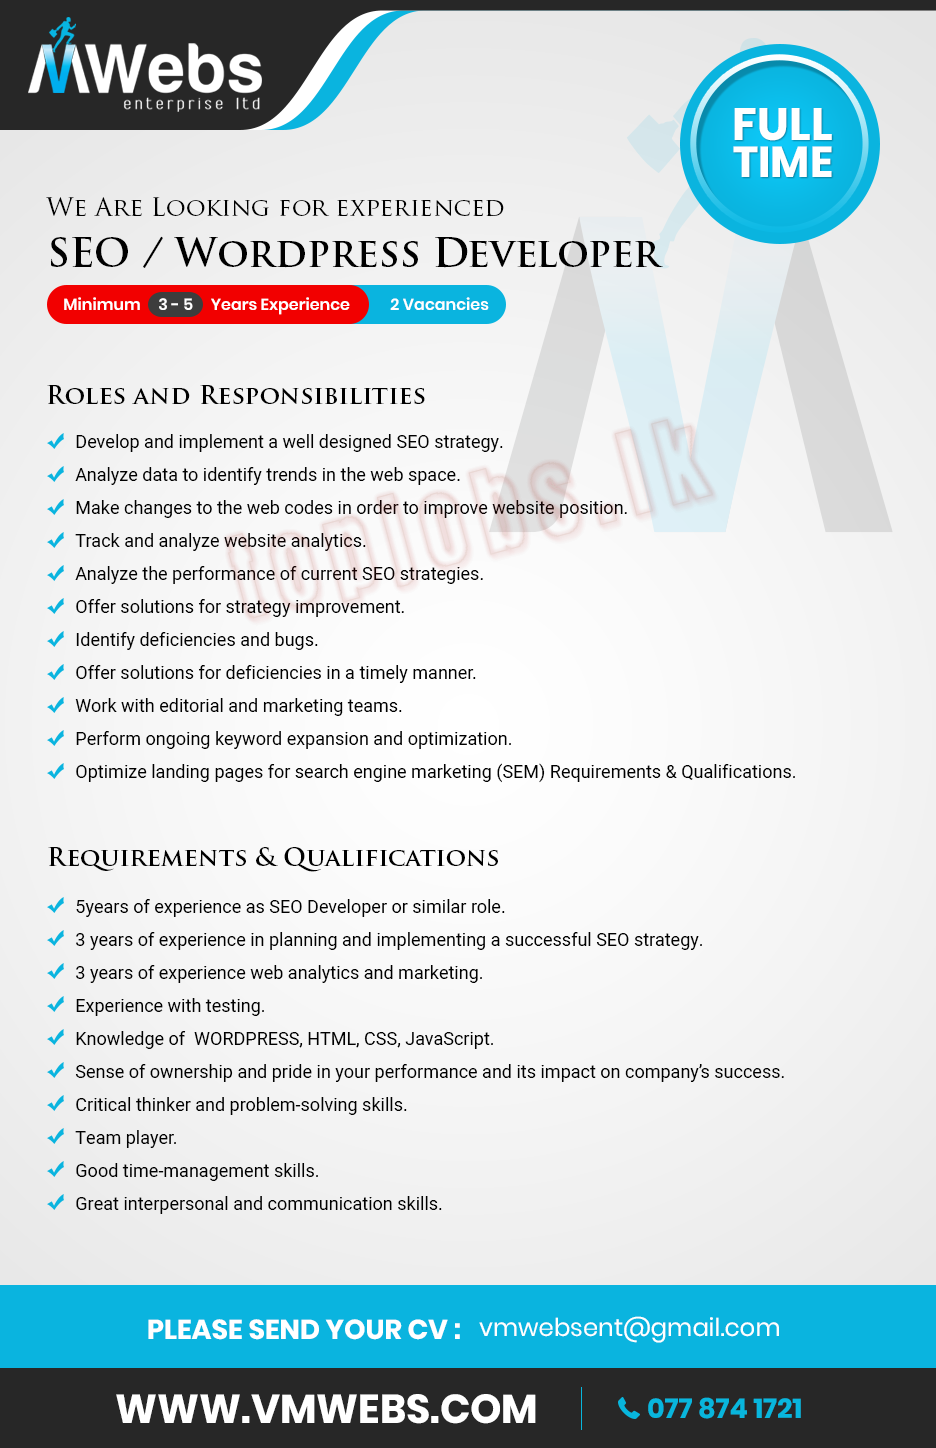 VMWebs
enterprise ltd
FULL
TIME
WE ARE LOOKING FOR EXPERIENCED
SEO / WORDPRESS DEVELOPER
Minimum 3 - 5 Years Experience 2 Vacancies
ROLES AND RESPONSIBILITIES
Develop and implement a well designed SEO strategy.
Analyze data to identify trends in the web space.
Make changes to the web codes in order to improve website position.
Track and analyze website analytics.
Analyze the performance of current SEO strategies.
Offer solutions for strategy improvement.
Identify deficiencies and bugs.
Offer solutions for deficiencies in a timely manner.
Work with editorial and marketing teams.
Perform ongoing keyword expansion and optimization.
Optimize landing pages for search engine marketing (SEM) Requirements & Qualifications.
topjobs.lk
REQUIREMENTS & QUALIFICATIONS
5years of experience as SEO Developer or similar role.
3 years of experience in planning and implementing a successful SEO strategy.
3 years of experience web analytics and marketing.
Experience with testing.
Knowledge of  WORDPRESS, HTML, CSS, JavaScript.
Sense of ownership and pride in your performance and its impact on company’s success.
Critical thinker and problem-solving skills.
Team player.
Good time-management skills.
Great interpersonal and communication skills.
PLEASE SEND YOUR CV : vmwebsent@gmail.com
WWW.VMWEBS.COM 077 874 1721